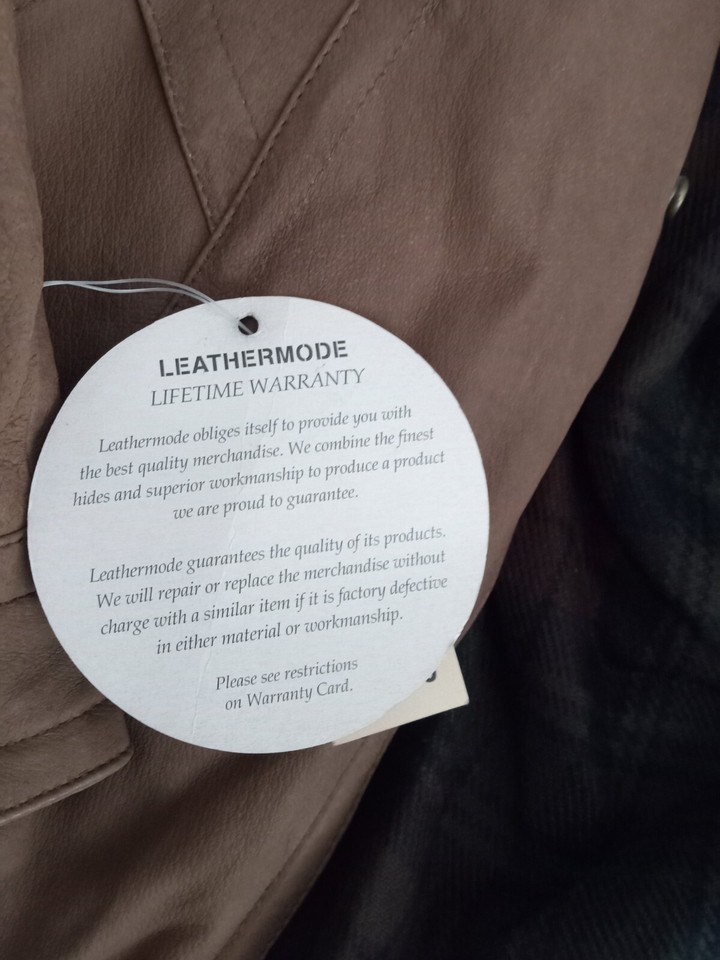 LEATHERMODE
LIFETIME WARRANTY
Leathermode obliges itself to provide you with
the best quality merchandise. We combine the finest
hides and superior workmanship to produce a product
we are proud to guarantee.
Leathermode guarantees the quality of its products.
We will repair or replace the merchandise without
charge with a similar item if it is factory defective
in either material or workmanship.
Please see restrictions
on Warranty Card.